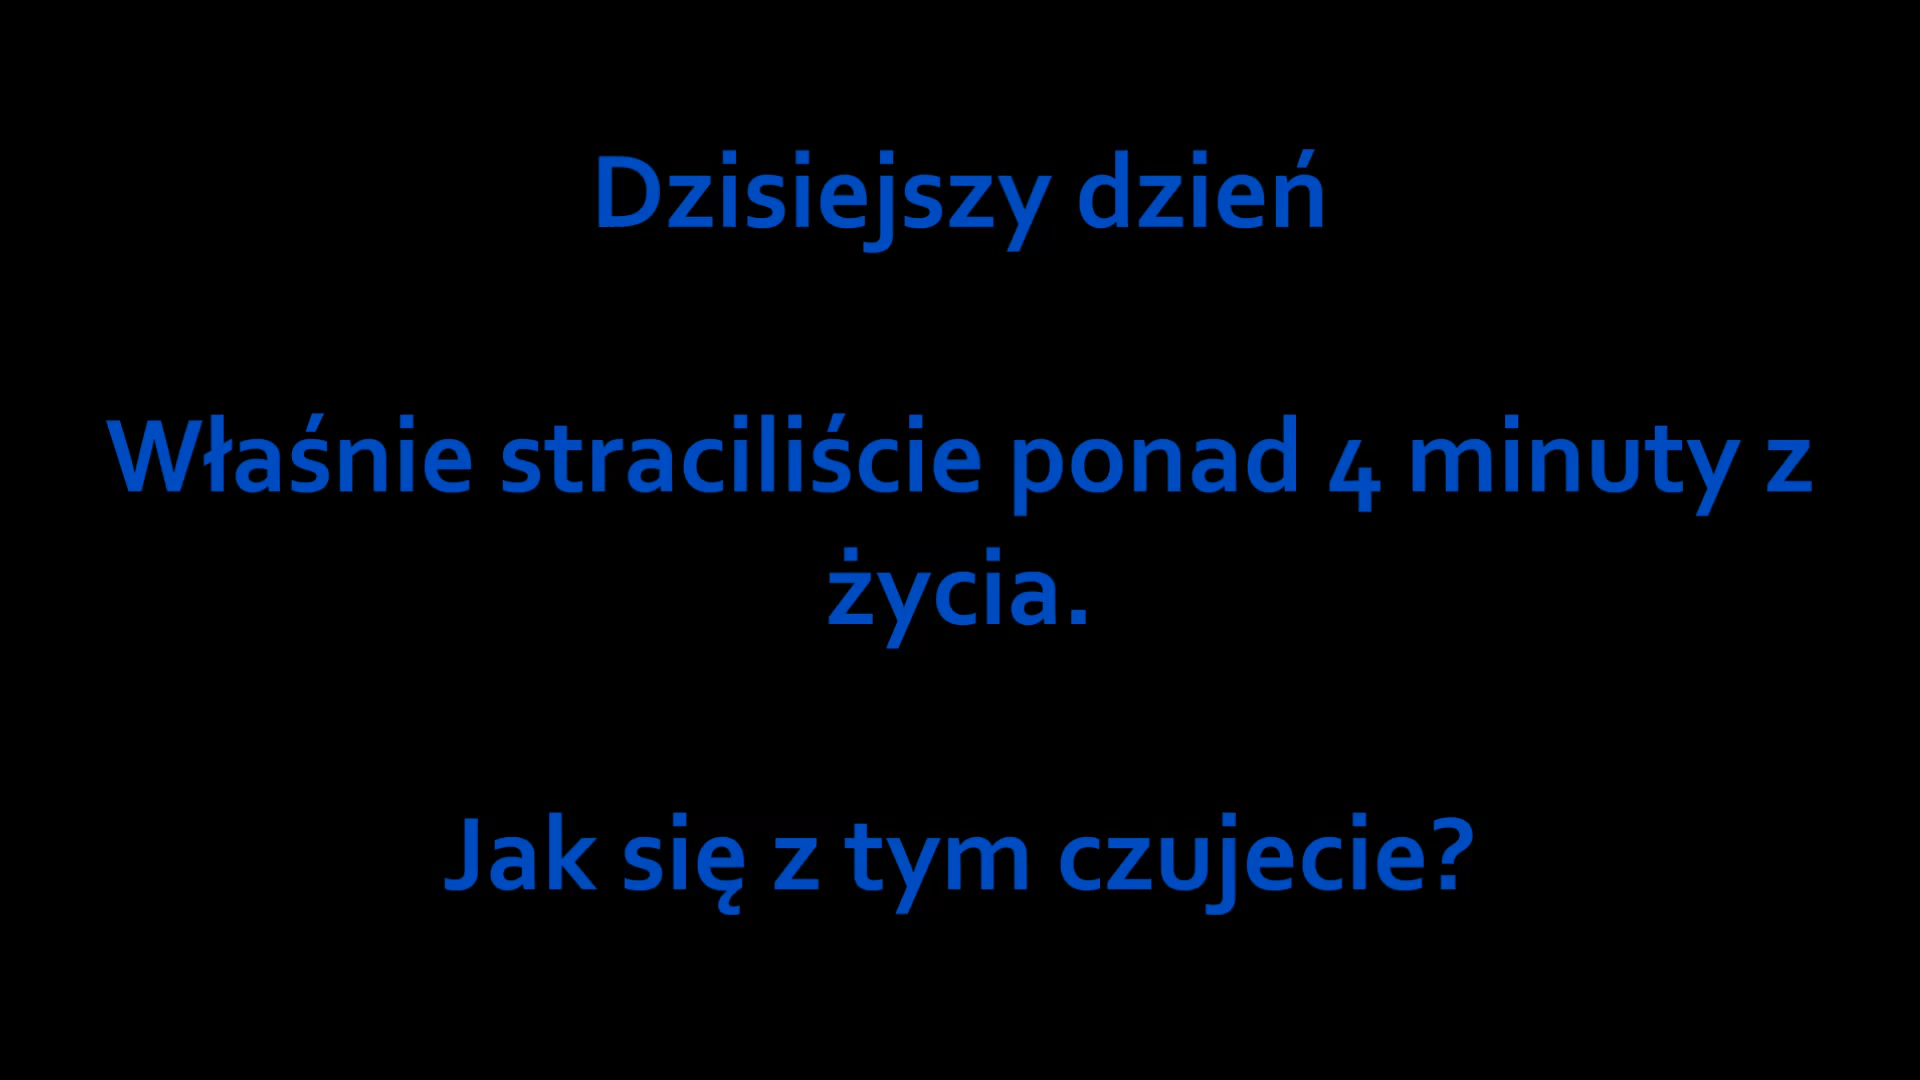 Dzisiejszy dzień
Właśnie straciliście ponad 4 minuty z
życia.
Jak się z tym czujecie?